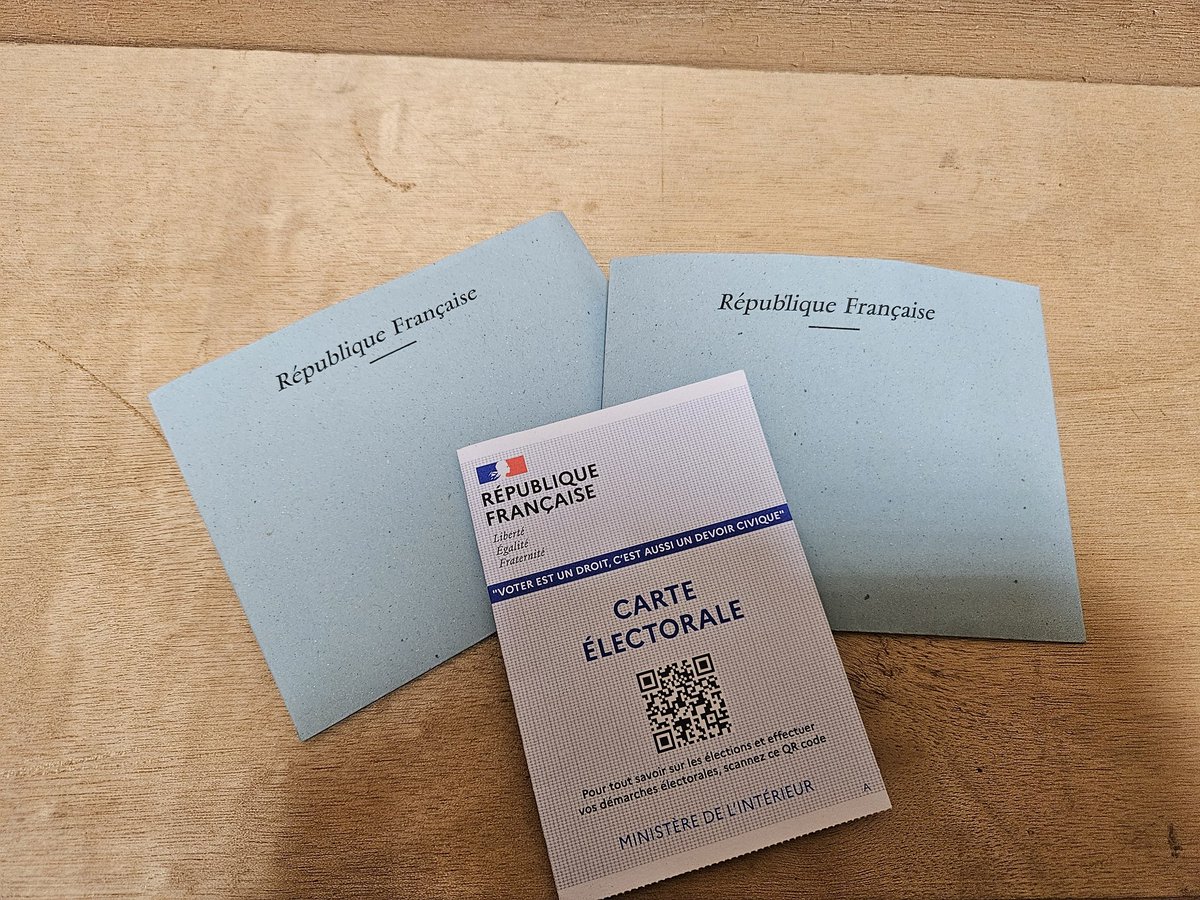 République Française
République Française
RÉPUBLIQUE
FRANÇAISE
Liberté
Égalité
Fraternité
"VOTER EST UN DROIT, C'EST AUSSI UN DEVOIR CIVIQUE"
CARTE
ÉLECTORALE
Pour tout savoir sur les élections et effectuer
vos démarches électorales, scannez ce QR code
MINISTÈRE DE L'INTÉRIEUR
A